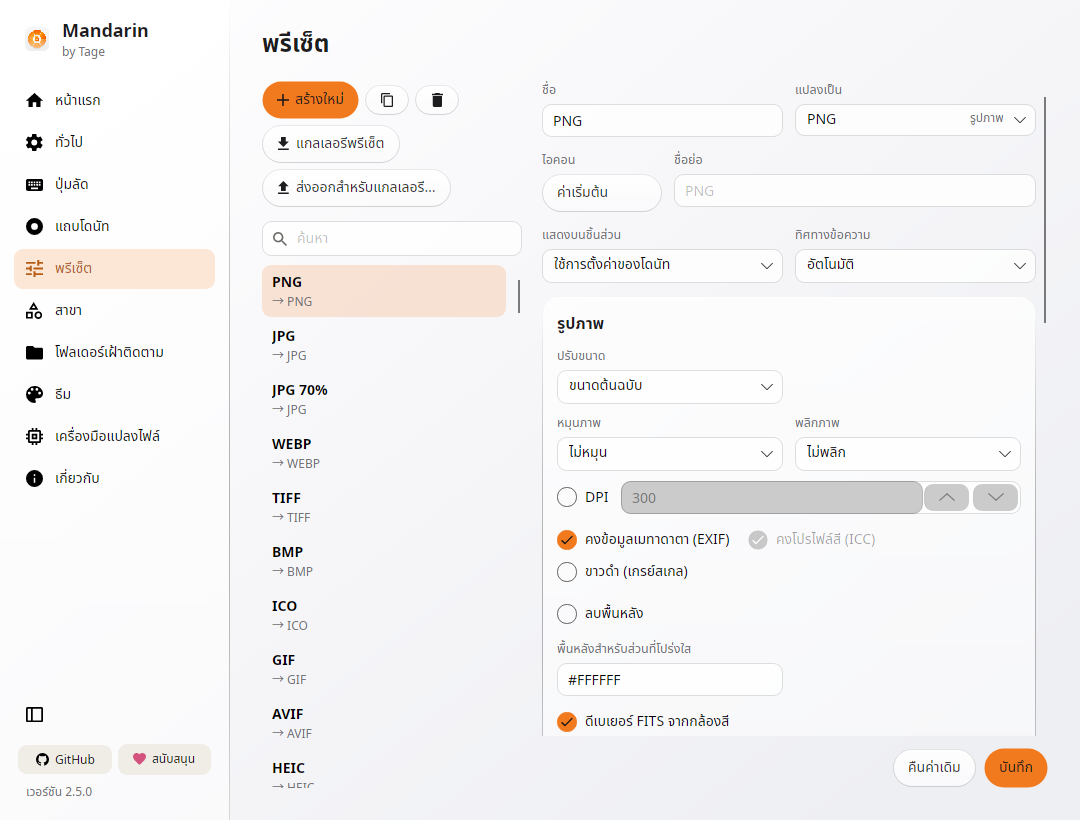 Mandarin
by Tage
หน้าแรก
ทั่วไป
ปุ่มลัด
แถบโดนัท
พรีเซ็ต
สาขา
โฟลเดอร์เฝ้าติดตาม
ธีม
เครื่องมือแปลงไฟล์
เกี่ยวกับ
GitHub
สนับสนุน
เวอร์ชัน 2.5.0
พรีเซ็ต
สร้างใหม่
แกลเลอรีพรีเซ็ต
ส่งออกสำหรับแกลเลอรี...
ค้นหา
PNG
→ PNG
JPG
→ JPG
JPG 70%
→ JPG
WEBP
→ WEBP
TIFF
→ TIFF
BMP
→ BMP
ICO
→ ICO
GIF
→ GIF
AVIF
→ AVIF
HEIC
→ HEIC
ชื่อ
แปลงเป็น
PNG
PNG รูปภาพ
ไอคอน
ชื่อย่อ
ค่าเริ่มต้น
PNG
แสดงบนชิ้นส่วน
ทิศทางข้อความ
ใช้การตั้งค่าของโดนัท
อัตโนมัติ
รูปภาพ
ปรับขนาด
ขนาดต้นฉบับ
หมุนภาพ
พลิกภาพ
ไม่หมุน
ไม่พลิก
DPI 300
คงข้อมูลเมทาดาตา (EXIF) คงโปรไฟล์สี (ICC)
ขาวดำ (เกรย์สเกล)
ลบพื้นหลัง
พื้นหลังสำหรับส่วนที่โปร่งใส
#FFFFFF
ดีเบเยอร์ FITS จากกล้องสี
คืนค่าเดิม
บันทึก